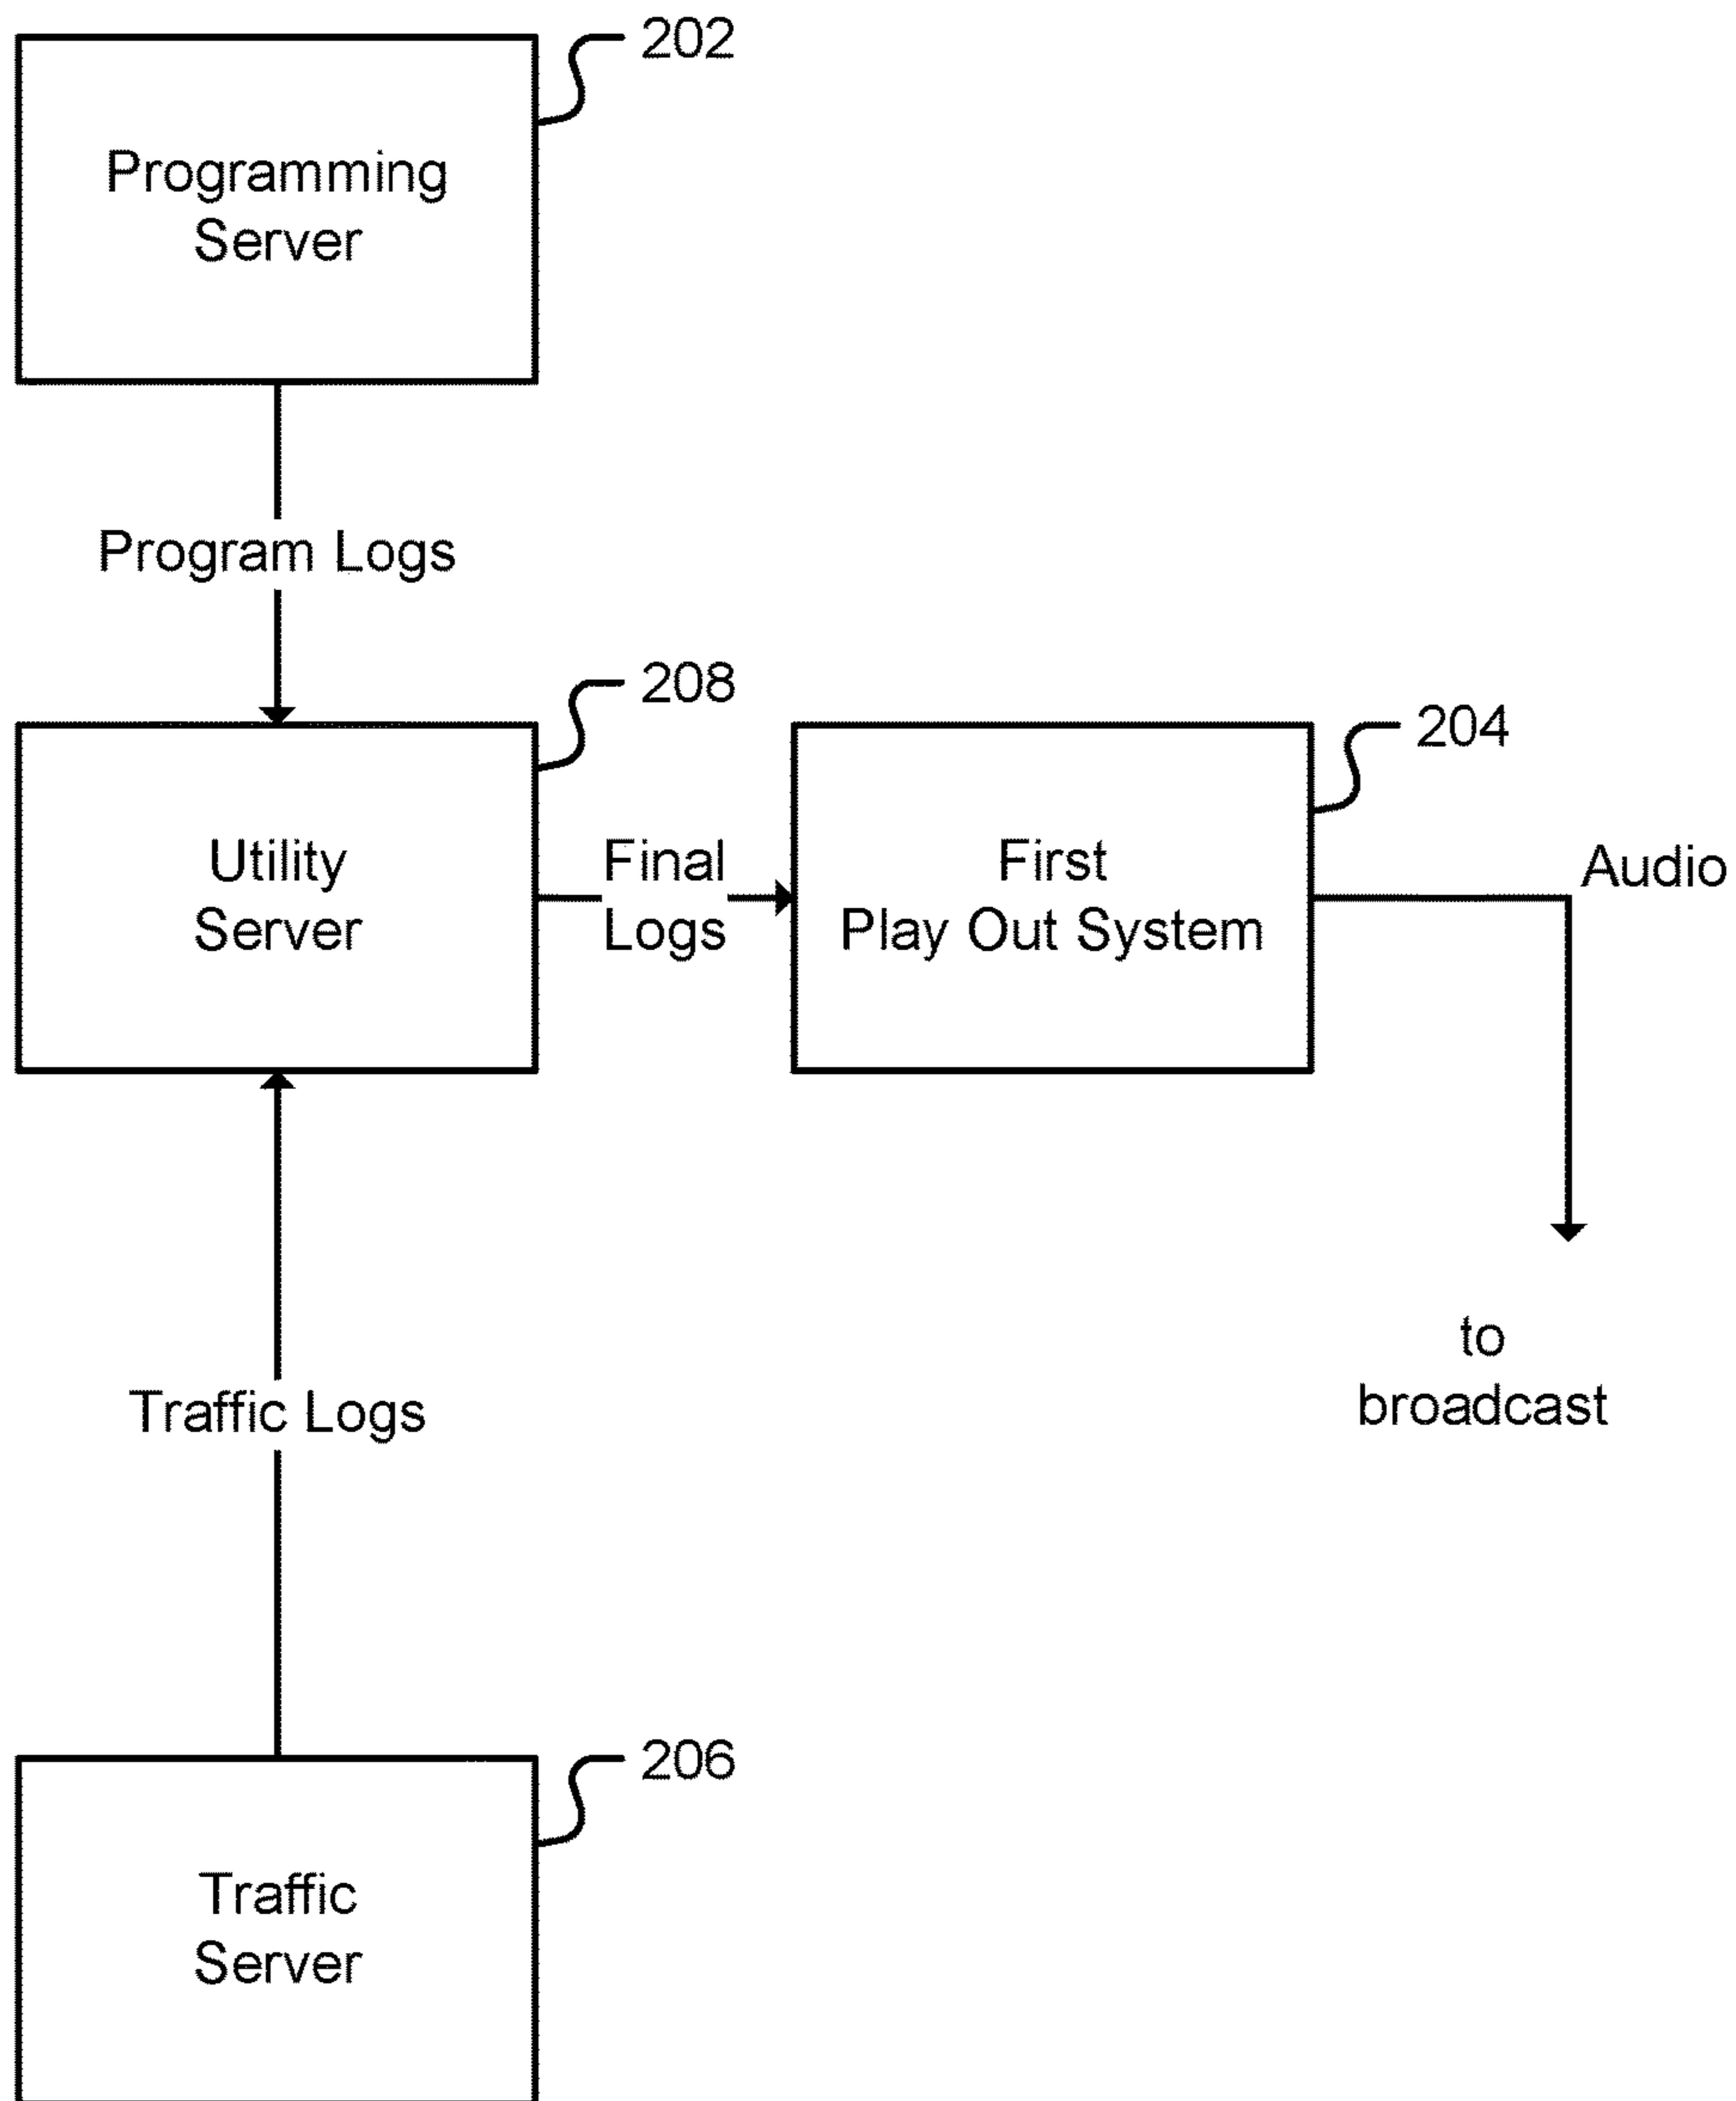 202
Programming
Server
Program Logs
208
204
Utility
Server
Final
Logs
First
Play Out System
Audio
to
broadcast
Traffic Logs
206
Traffic
Server